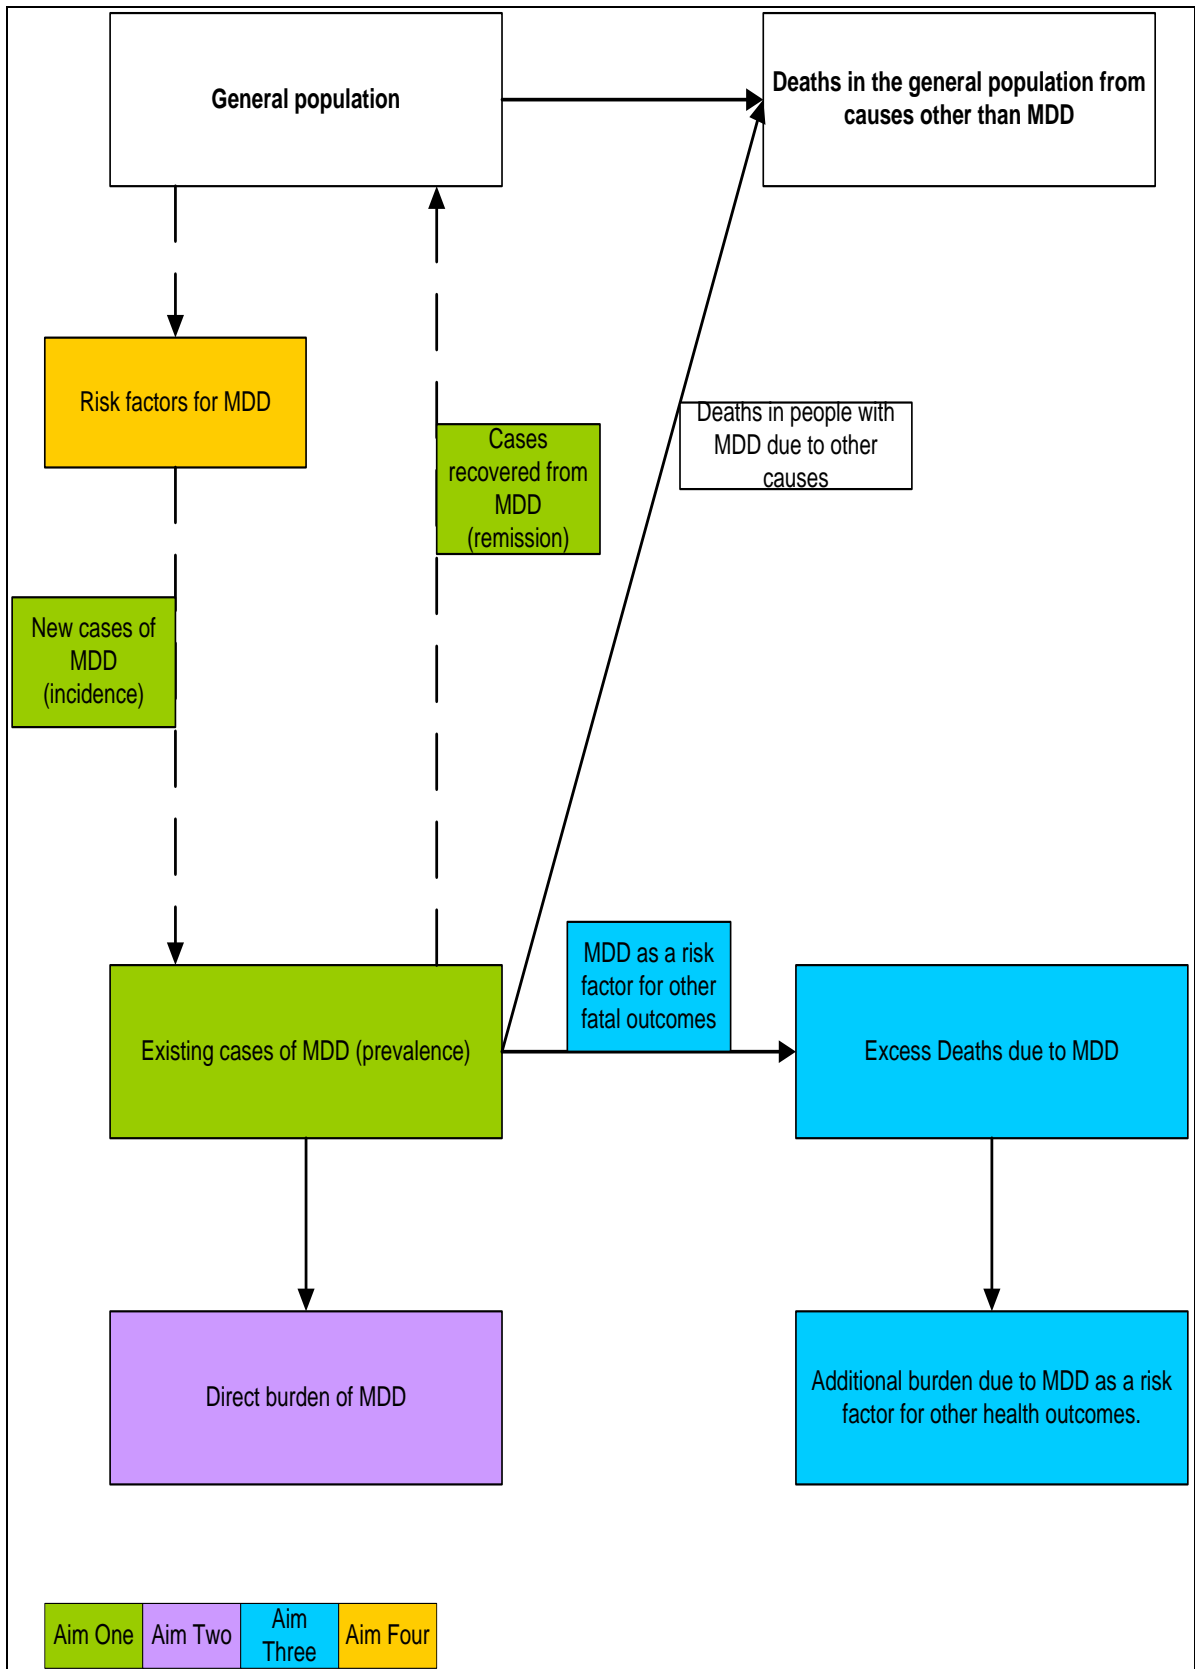 General population
Deaths in the general population from
causes other than MDD
Risk factors for MDD
Cases
recovered from
MDD
(remission)
Deaths in people with
MDD due to other
causes
New cases of
MDD
(incidence)
MDD as a risk
factor for other
fatal outcomes
Existing cases of MDD (prevalence)
Excess Deaths due to MDD
Direct burden of MDD
Additional burden due to MDD as a risk
factor for other health outcomes.
Aim One
Aim Two
Aim
Three
Aim Four